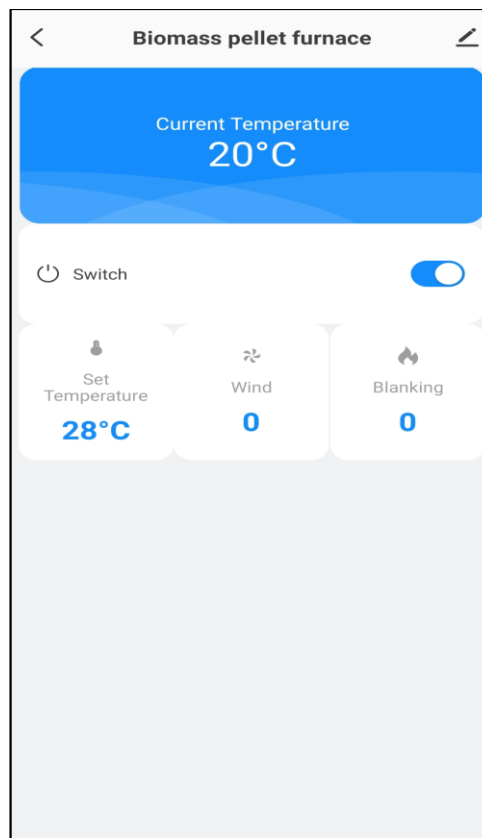 Biomass pellet furnace
Current Temperature
20°C
Switch
Set
Temperature
28°C
Wind
0
Blanking
0